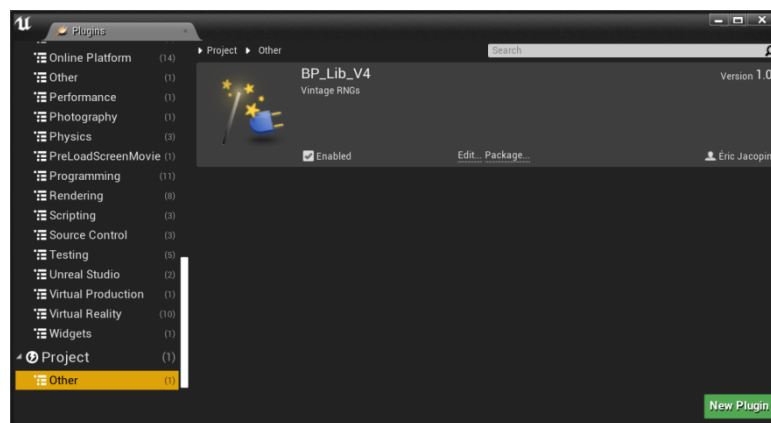 Plugins
Online Platform (14)
Other (1)
Performance (1)
Photography (1)
Physics (3)
PreLoadScreenMovie (1)
Programming (11)
Rendering (8)
Scripting (3)
Source Control (3)
Testing (5)
Unreal Studio (2)
Virtual Production (1)
Virtual Reality (10)
Widgets (1)
Project (1)
Other (1)
Project Other
Search
BP_Lib_V4
Version 1.0
Vintage RNGs
Enabled
Edit... Package...
Éric Jacopin
New Plugin